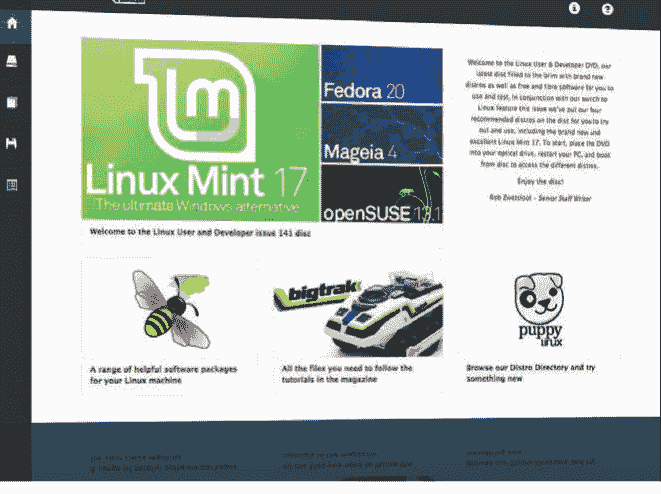 Linux Mint 17
The ultimate Windows alternative
Fedora 20
Mageia 4
openSUSE 13.1
Welcome to the Linux User and Developer issue 141 disc
Welcome to the Linux User & Developer DVD, our
latest disc filled to the brim with brand new
distros as well as free and libre software for you to
use and test. In conjunction with our switch to
Linux feature this issue we've put our four
recommended distros on the disc for you to try
out and use, including the brand new and
excellent Linux Mint 17. To start, place the DVD
into your optical drive, restart your PC, and boot
from disc to access the different distros.
Enjoy the disc!
Rob Zwetsloot - Senior Staff Writer
A range of helpful software packages
for your Linux machine
bigtrak
All the files you need to follow the
tutorials in the magazine
puppy
linux
Browse our Distro Directory and try
something new